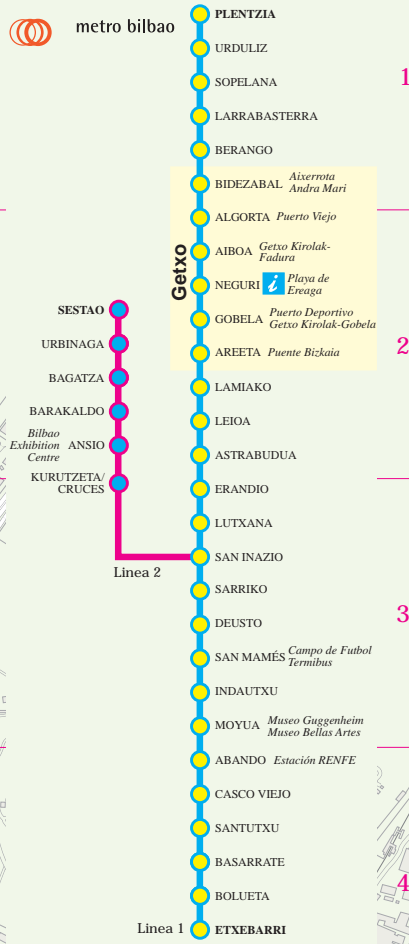 metro bilbao
PLENTZIA
URDULIZ
SOPELANA
1
LARRABASTERRA
BERANGO
Getxo
BIDEZABAL Aixerrota
Andra Mari
ALGORTA Puerto Viejo
AIBOA Getxo Kirolak-
Fadura
NEGURI i Playa de
Ereaga
GOBELA Puerto Deportivo
Getxo Kirolak-Gobela
AREETA Puente Bizkaia
2
LAMIAKO
LEIOA
ASTRABUDUA
ERANDIO
LUTXANA
SAN INAZIO
SESTAO
URBINAGA
BAGATZA
BARAKALDO
Bilbao
Exhibition ANSIO
Centre
KURUTZETA/
CRUCES
Linea 2
SARRIKO
3
DEUSTO
SAN MAMÉS Campo de Futbol
Termibus
INDAUTXU
MOYUA Museo Guggenheim
Museo Bellas Artes
ABANDO Estación RENFE
CASCO VIEJO
SANTUTXU
BASARRATE
4
BOLUETA
Linea 1 ETXEBARRI